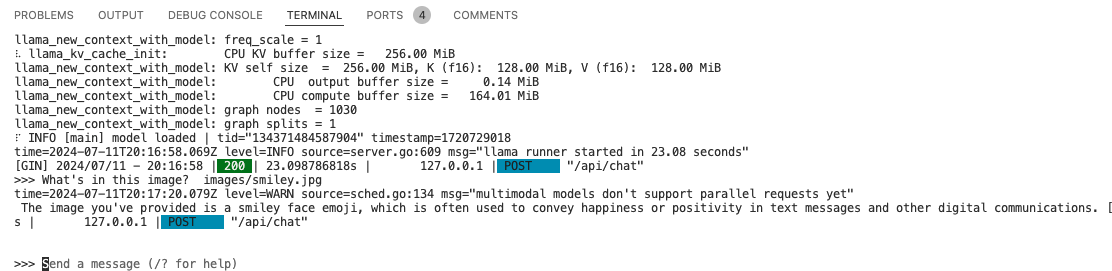 PROBLEMS OUTPUT DEBUG CONSOLE TERMINAL PORTS 4 COMMENTS
llama_new_context_with_model: freq_scale = 1
llama_kv_cache_init:        CPU KV buffer size =   256.00 MiB
llama_new_context_with_model: KV self size  =  256.00 MiB, K (f16):  128.00 MiB, V (f16):  128.00 MiB
llama_new_context_with_model:        CPU  output buffer size =     0.14 MiB
llama_new_context_with_model:        CPU compute buffer size =   164.01 MiB
llama_new_context_with_model: graph nodes  = 1030
llama_new_context_with_model: graph splits = 1
INFO [main] model loaded | tid="134371484587904" timestamp=1720729018
time=2024-07-11T20:16:58.069Z level=INFO source=server.go:609 msg="llama runner started in 23.08 seconds"
[GIN] 2024/07/11 - 20:16:58 | 200 | 23.098786818s |       127.0.0.1 | POST     "/api/chat"
>>> What's in this image?  images/smiley.jpg
time=2024-07-11T20:17:20.079Z level=WARN source=sched.go:134 msg="multimodal models don't support parallel requests yet"
The image you've provided is a smiley face emoji, which is often used to convey happiness or positivity in text messages and other digital communications. [
s |       127.0.0.1 | POST     "/api/chat"
>>> Send a message (/? for help)